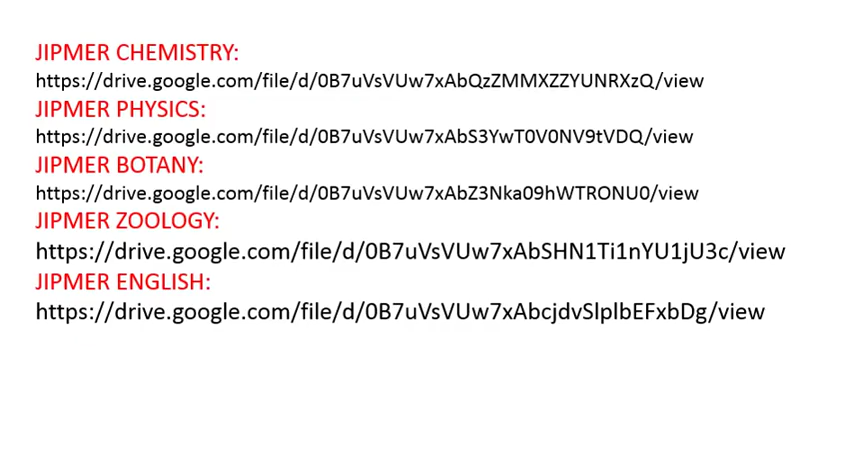 JIPMER CHEMISTRY:
https://drive.google.com/file/d/0B7uVsVUw7xAbQzZMMXZZYUNRXzQ/view
JIPMER PHYSICS:
https://drive.google.com/file/d/0B7uVsVUw7xAbS3YwT0V0NV9tVDQ/view
JIPMER BOTANY:
https://drive.google.com/file/d/0B7uVsVUw7xAbZ3Nka09hWTRONU0/view
JIPMER ZOOLOGY:
https://drive.google.com/file/d/0B7uVsVUw7xAbSHN1Ti1nYU1jU3c/view
JIPMER ENGLISH:
https://drive.google.com/file/d/0B7uVsVUw7xAbcjdvSlplbEFxbDg/view